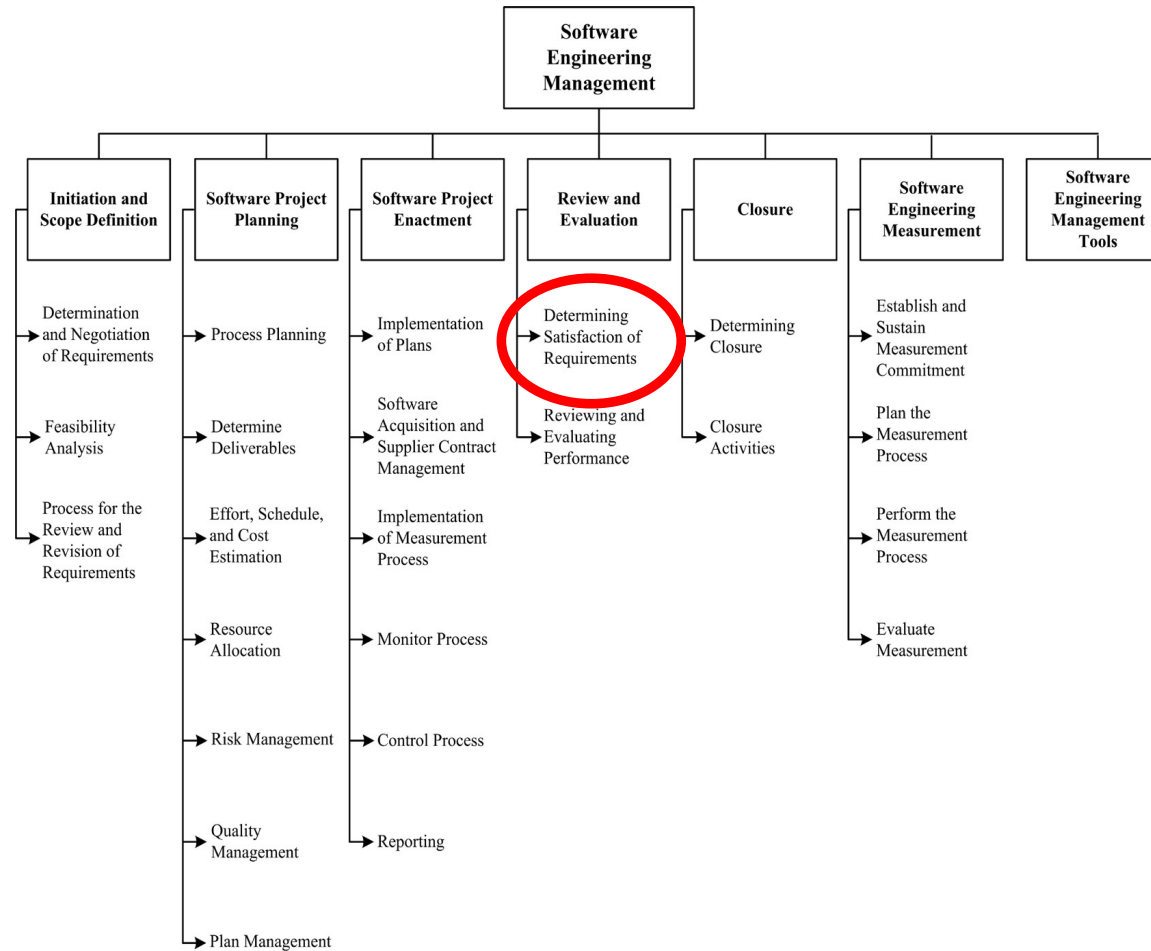 Software
Engineering
Management
Initiation and
Scope Definition
Software Project
Planning
Software Project
Enactment
Review and
Evaluation
Closure
Software
Engineering
Measurement
Software
Engineering
Management
Tools
Determination
and Negotiation
of Requirements
Feasibility
Analysis
Process for the
Review and
Revision of
Requirements
Process Planning
Determine
Deliverables
Effort, Schedule,
and Cost
Estimation
Resource
Allocation
Risk Management
Quality
Management
Plan Management
Implementation
of Plans
Software
Acquisition and
Supplier Contract
Management
Implementation
of Measurement
Process
Monitor Process
Control Process
Reporting
Determining
Satisfaction of
Requirements
Reviewing and
Evaluating
Performance
Determining
Closure
Closure
Activities
Establish and
Sustain
Measurement
Commitment
Plan the
Measurement
Process
Perform the
Measurement
Process
Evaluate
Measurement